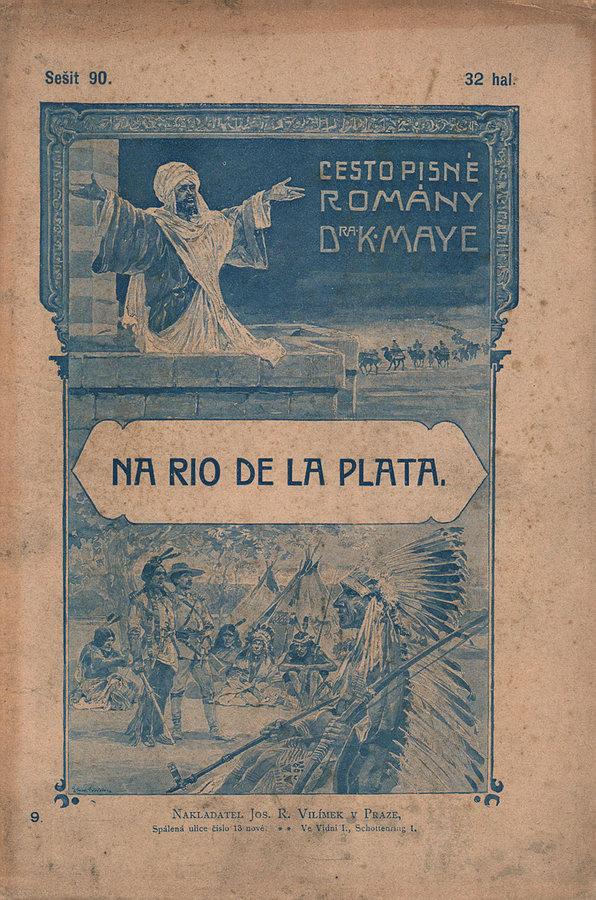 Sešit 90.
32 hal.
CESTOPISNÉ
ROMÁNY
DRA. K. MAYE
NA RIO DE LA PLATA.
9.
NAKLADATEL JOS. R. VILÍMEK V PRAZE,
Spálená ulice číslo 13 nové. ** Ve Vídni I., Schottenring 1.